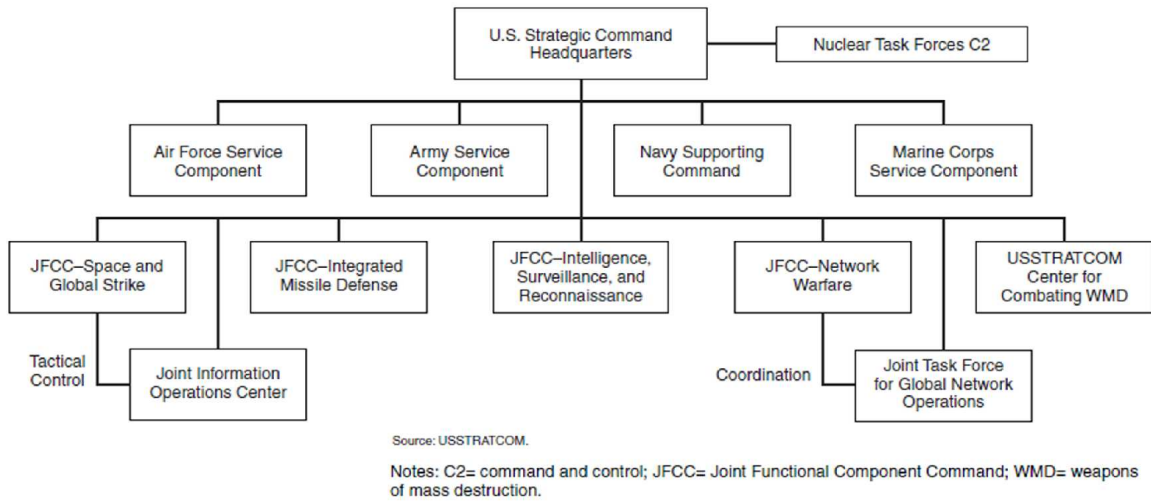 U.S. Strategic Command
Headquarters
Nuclear Task Forces C2
Air Force Service
Component
Army Service
Component
Navy Supporting
Command
Marine Corps
Service Component
JFCC–Space and
Global Strike
JFCC–Integrated
Missile Defense
JFCC–Intelligence,
Surveillance, and
Reconnaissance
JFCC–Network
Warfare
USSTRATCOM
Center for
Combating WMD
Tactical
Control
Joint Information
Operations Center
Coordination
Joint Task Force
for Global Network
Operations
Source: USSTRATCOM.
Notes: C2= command and control; JFCC= Joint Functional Component Command; WMD= weapons
of mass destruction.